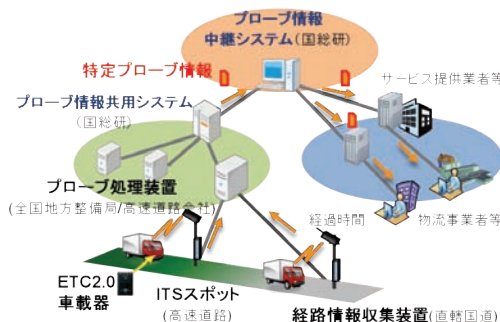 プローブ情報
中継システム(国総研)
特定プローブ情報
サービス提供業者等
プローブ情報共用システム
(国総研)
プローブ処理装置
(全国地方整備局/高速道路会社)
経過時間
物流事業者等
ETC2.0
車載器
ITSスポット
(高速道路)
経路情報収集装置(直轄国道)